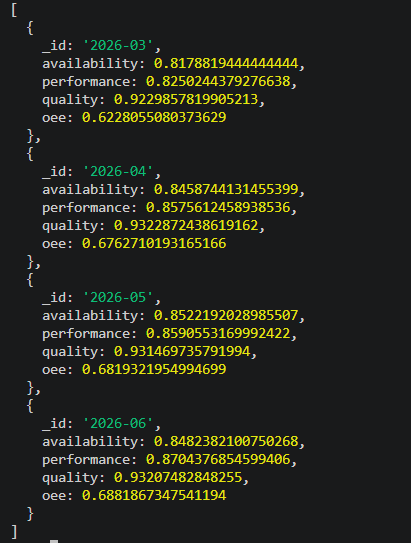 [
  {
    _id: '2026-03',
    availability: 0.8178819444444444,
    performance: 0.8250244379276638,
    quality: 0.9229857819905213,
    oee: 0.6228055080373629
  },
  {
    _id: '2026-04',
    availability: 0.8458744131455399,
    performance: 0.8575612458938536,
    quality: 0.9322872438619162,
    oee: 0.6762710193165166
  },
  {
    _id: '2026-05',
    availability: 0.8522192028985507,
    performance: 0.8590553169992422,
    quality: 0.931469735791994,
    oee: 0.6819321954994699
  },
  {
    _id: '2026-06',
    availability: 0.8482382100750268,
    performance: 0.8704376854599406,
    quality: 0.93207482848255,
    oee: 0.6881867347541194
  }
]